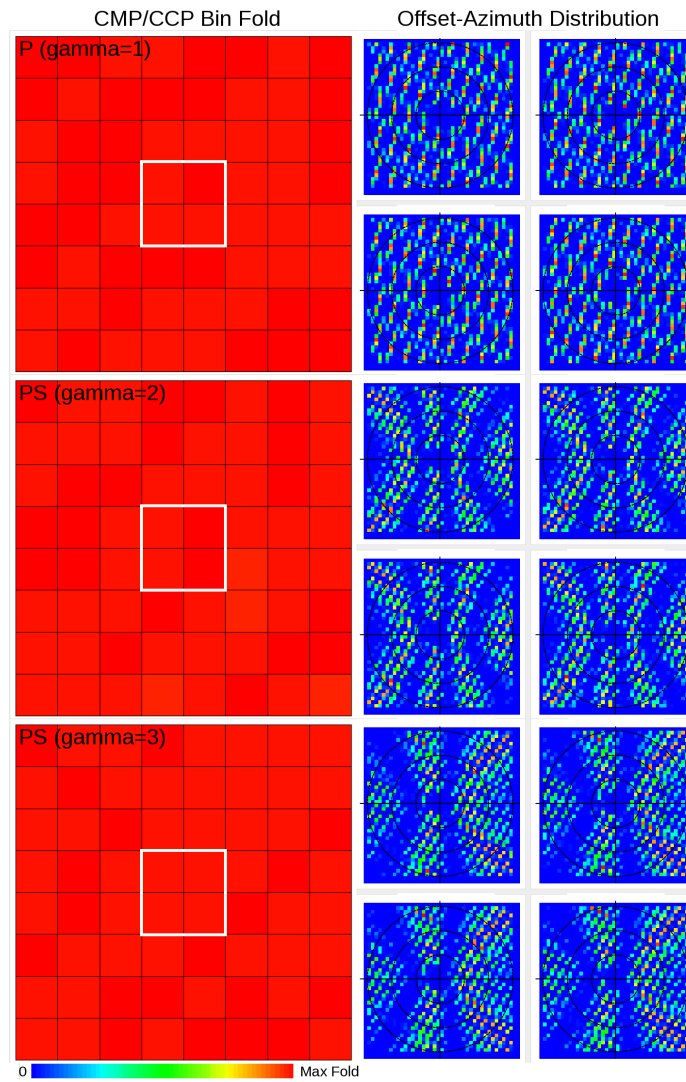 CMP/CCP Bin Fold
Offset-Azimuth Distribution
P (gamma=1)
PS (gamma=2)
PS (gamma=3)
0
Max Fold